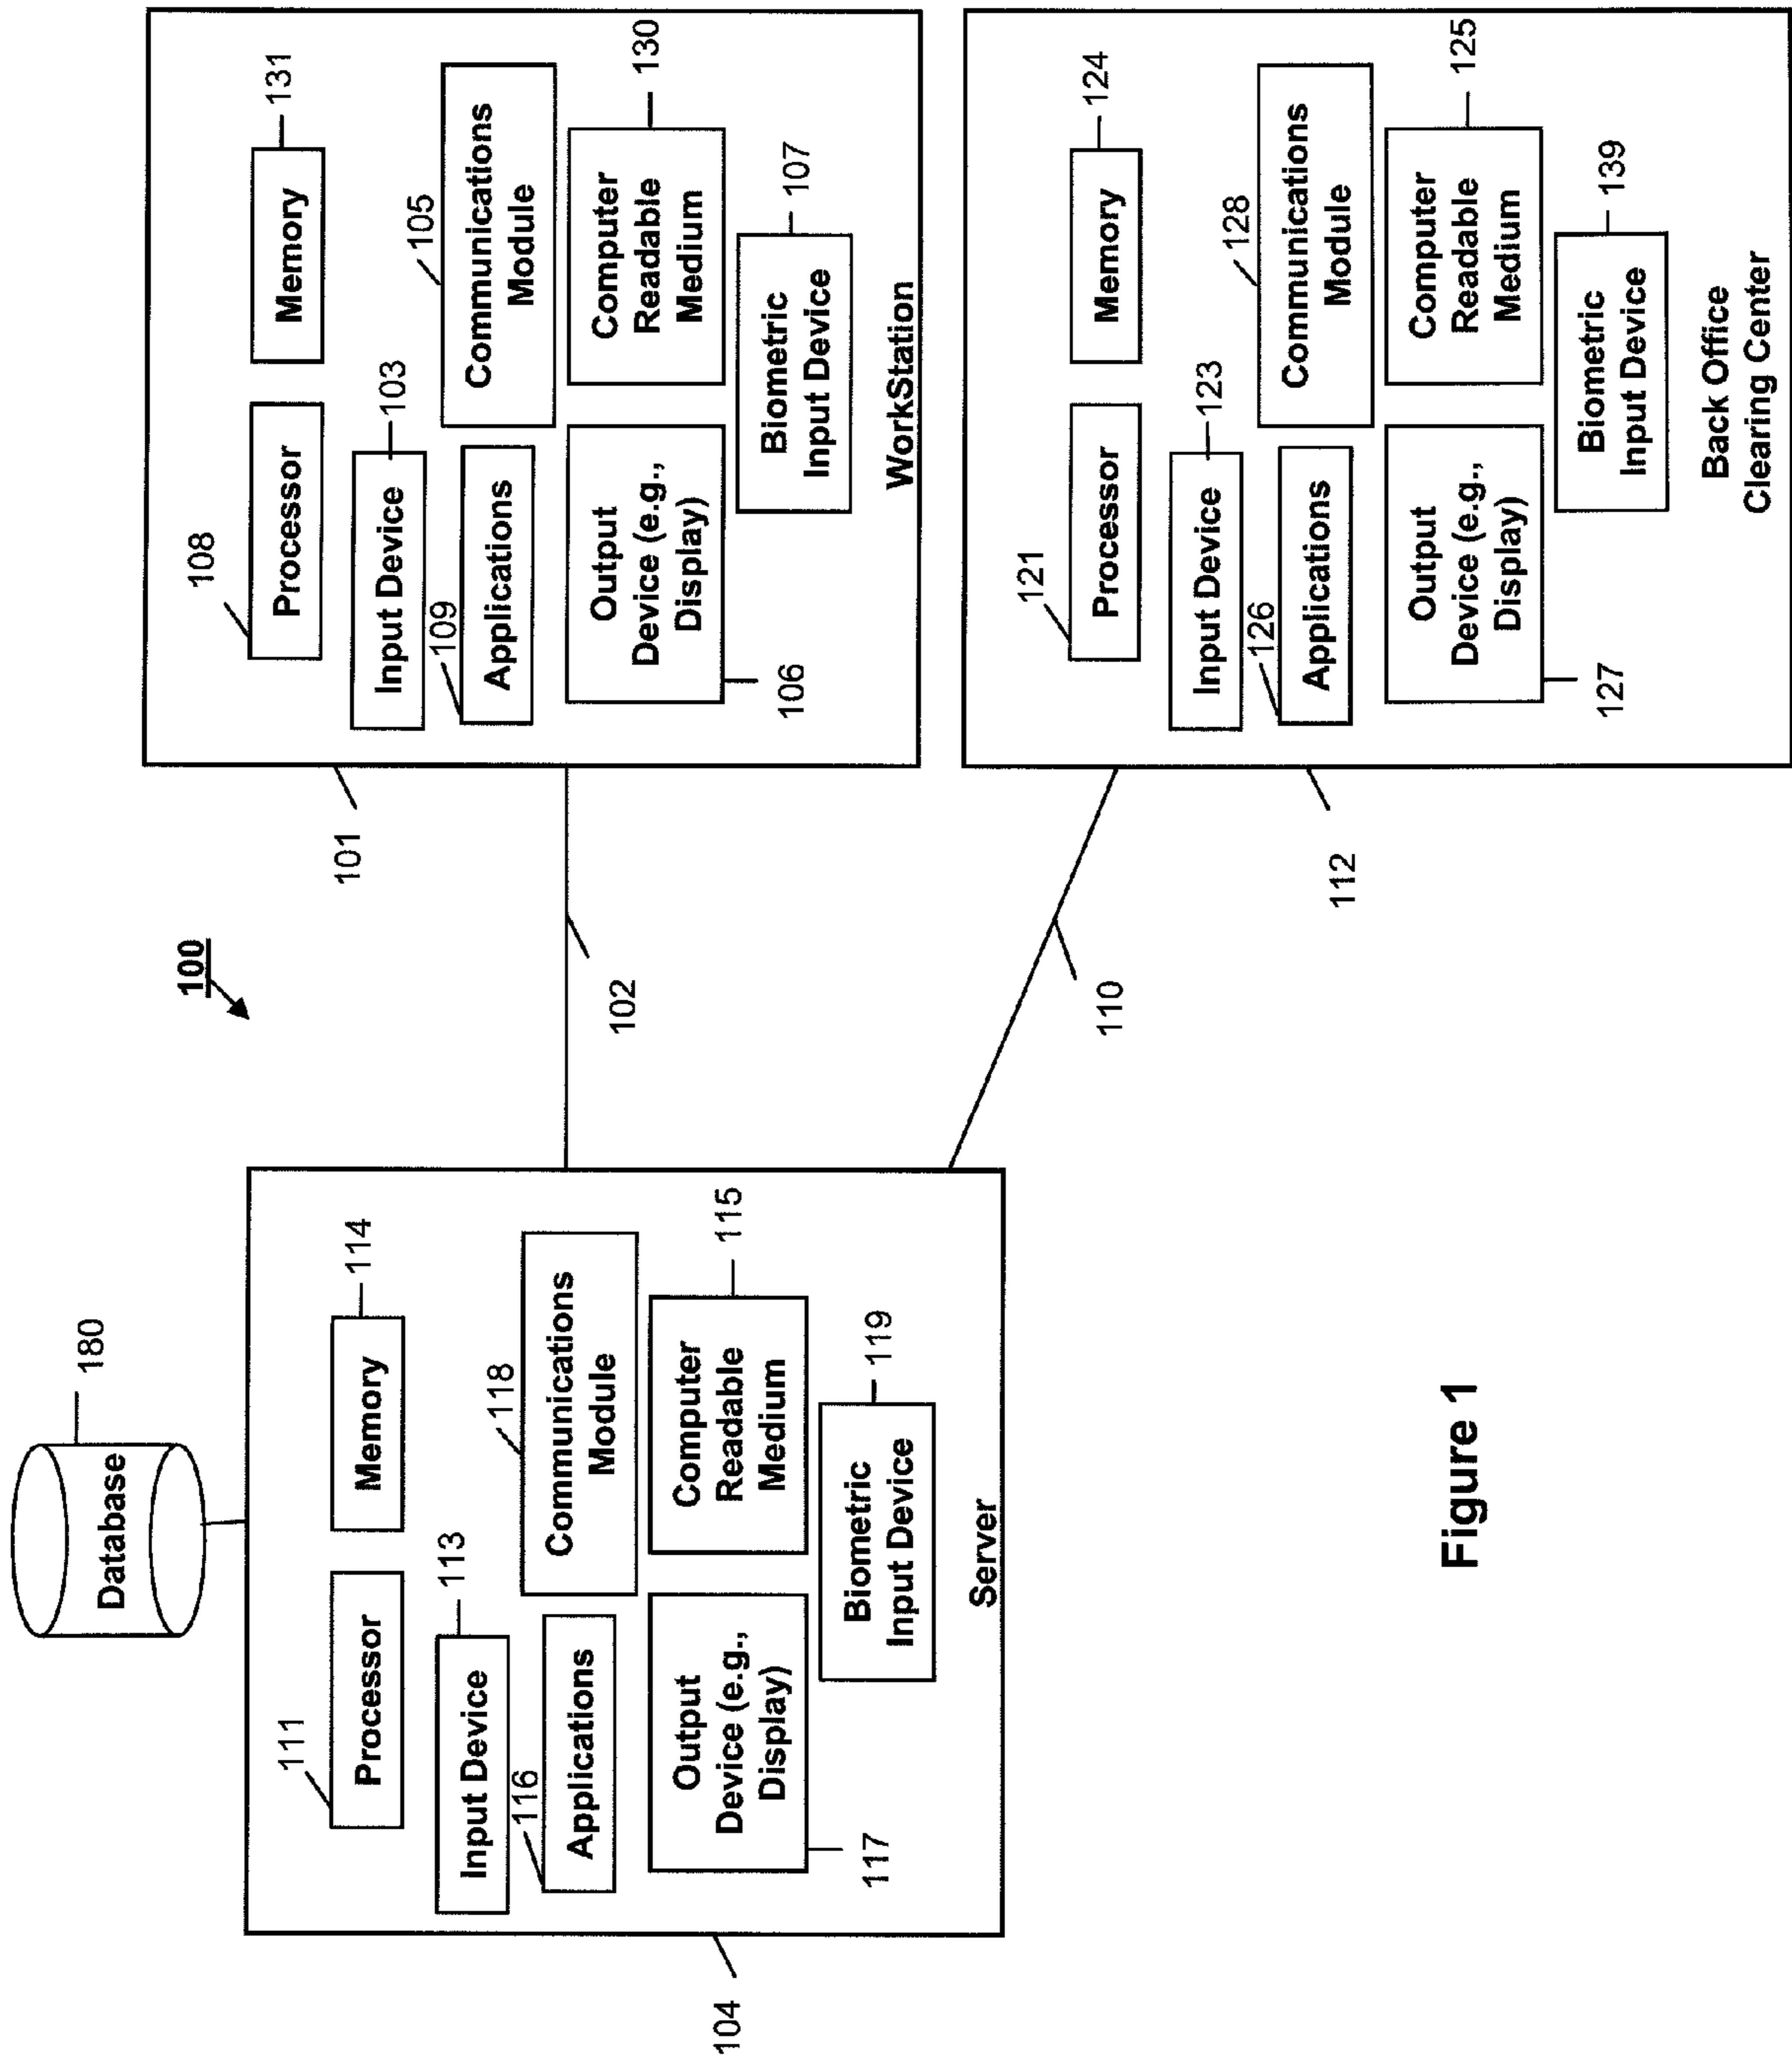 180
Database
100
111
Processor
Memory
114
Input Device
113
116
Applications
118
Communications
Module
Output
Device (e.g.,
Display)
117
Computer
Readable
Medium
115
Biometric
Input Device
119
Server
104
102
110
101
108
Processor
Memory
131
Input Device
103
109
Applications
105
Communications
Module
Output
Device (e.g.,
Display)
106
Computer
Readable
Medium
130
Biometric
Input Device
107
WorkStation
112
121
Processor
Memory
124
Input Device
123
126
Applications
128
Communications
Module
Output
Device (e.g.,
Display)
127
Computer
Readable
Medium
125
Biometric
Input Device
139
Back Office
Clearing Center
Figure 1